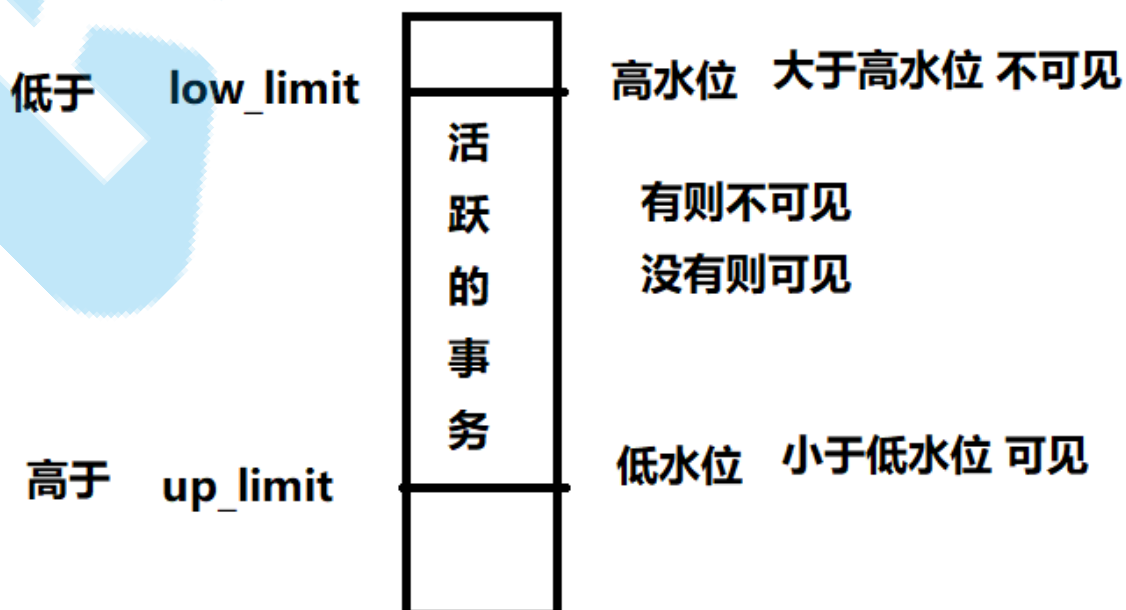 低于 low_limit 高水位 大于高水位 不可见
活跃的事务
有则不可见
没有则可见
高于 up_limit 低水位 小于低水位 可见